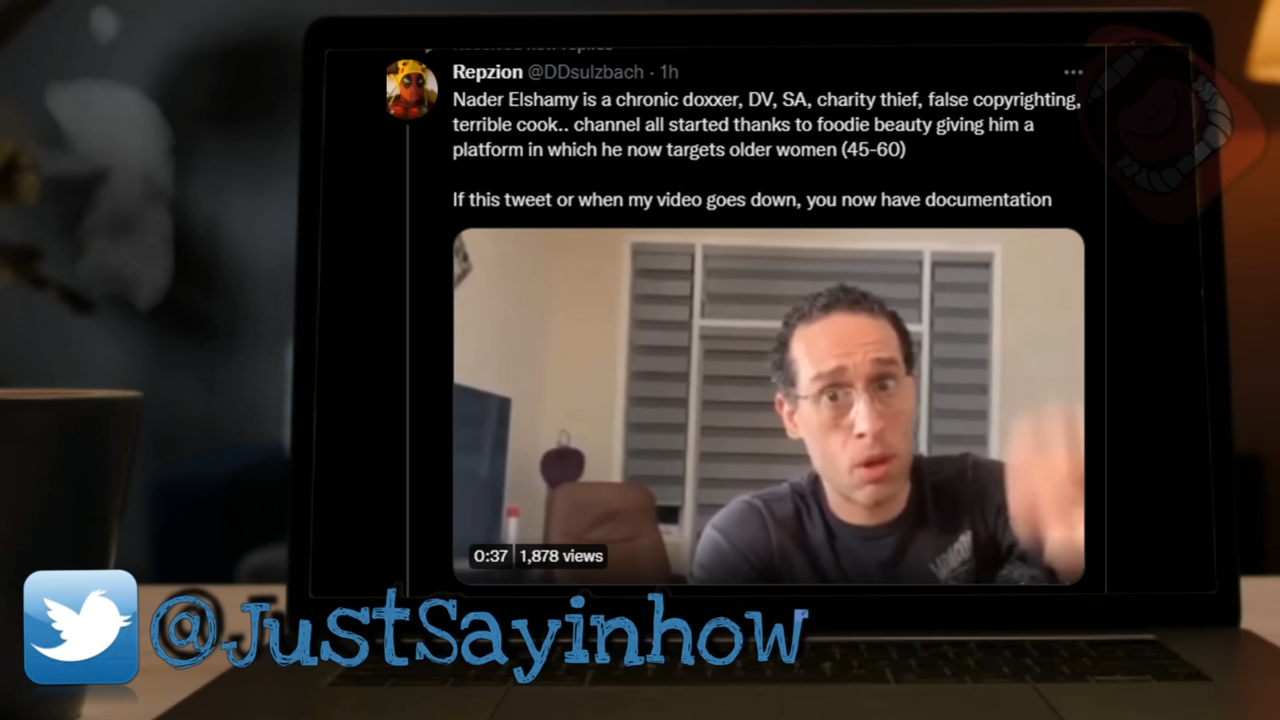 Repzion @DDsulzbach · 1h
Nader Elshamy is a chronic doxxer, DV, SA, charity thief, false copyrighting,
terrible cook.. channel all started thanks to foodie beauty giving him a
platform in which he now targets older women (45-60)
If this tweet or when my video goes down, you now have documentation
0:37 1,878 views
@JustSayinhow